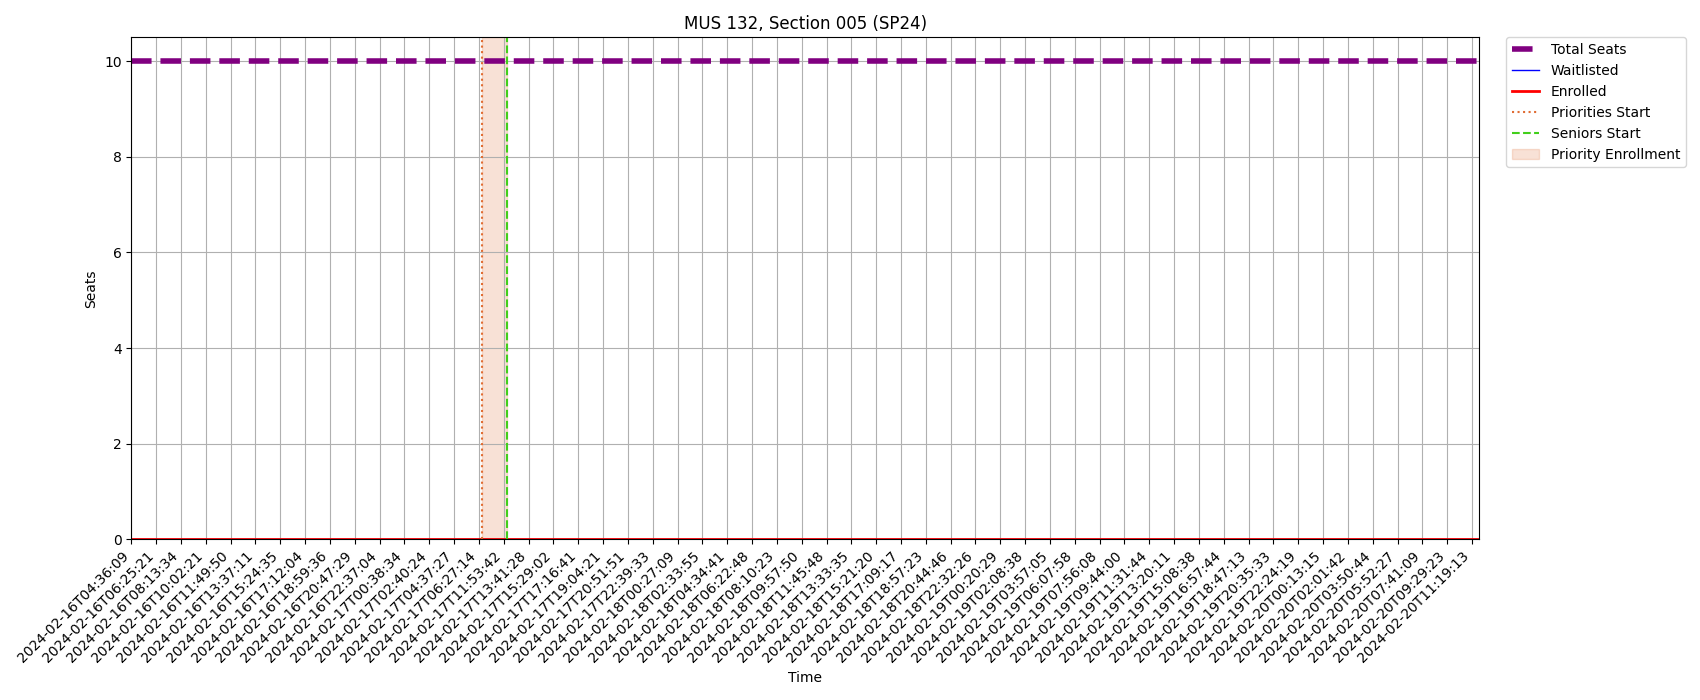 MUS 132, Section 005 (SP24)
Total Seats
Waitlisted
Enrolled
Priorities Start
Seniors Start
Priority Enrollment
Seats
10
8
6
4
2
0
2024-02-16T04:36:09
2024-02-16T06:25:21
2024-02-16T08:13:34
2024-02-16T10:02:21
2024-02-16T11:49:50
2024-02-16T13:37:11
2024-02-16T15:24:35
2024-02-16T17:12:04
2024-02-16T18:59:36
2024-02-16T20:47:29
2024-02-16T22:37:04
2024-02-17T00:38:34
2024-02-17T02:40:24
2024-02-17T04:37:27
2024-02-17T06:27:14
2024-02-17T11:53:42
2024-02-17T13:41:28
2024-02-17T15:29:02
2024-02-17T17:16:41
2024-02-17T19:04:21
2024-02-17T20:51:51
2024-02-17T22:39:33
2024-02-18T00:27:09
2024-02-18T02:33:55
2024-02-18T04:34:41
2024-02-18T06:22:48
2024-02-18T08:10:23
2024-02-18T09:57:50
2024-02-18T11:45:48
2024-02-18T13:33:35
2024-02-18T15:21:20
2024-02-18T17:09:17
2024-02-18T18:57:23
2024-02-18T20:44:46
2024-02-18T22:32:26
2024-02-19T00:20:29
2024-02-19T02:08:38
2024-02-19T03:57:05
2024-02-19T06:07:58
2024-02-19T07:56:08
2024-02-19T09:44:00
2024-02-19T11:31:44
2024-02-19T13:20:11
2024-02-19T15:08:38
2024-02-19T16:57:44
2024-02-19T18:47:13
2024-02-19T20:35:33
2024-02-19T22:24:19
2024-02-20T00:13:15
2024-02-20T02:01:42
2024-02-20T03:50:44
2024-02-20T05:52:27
2024-02-20T07:41:09
2024-02-20T09:29:23
2024-02-20T11:19:13
Time